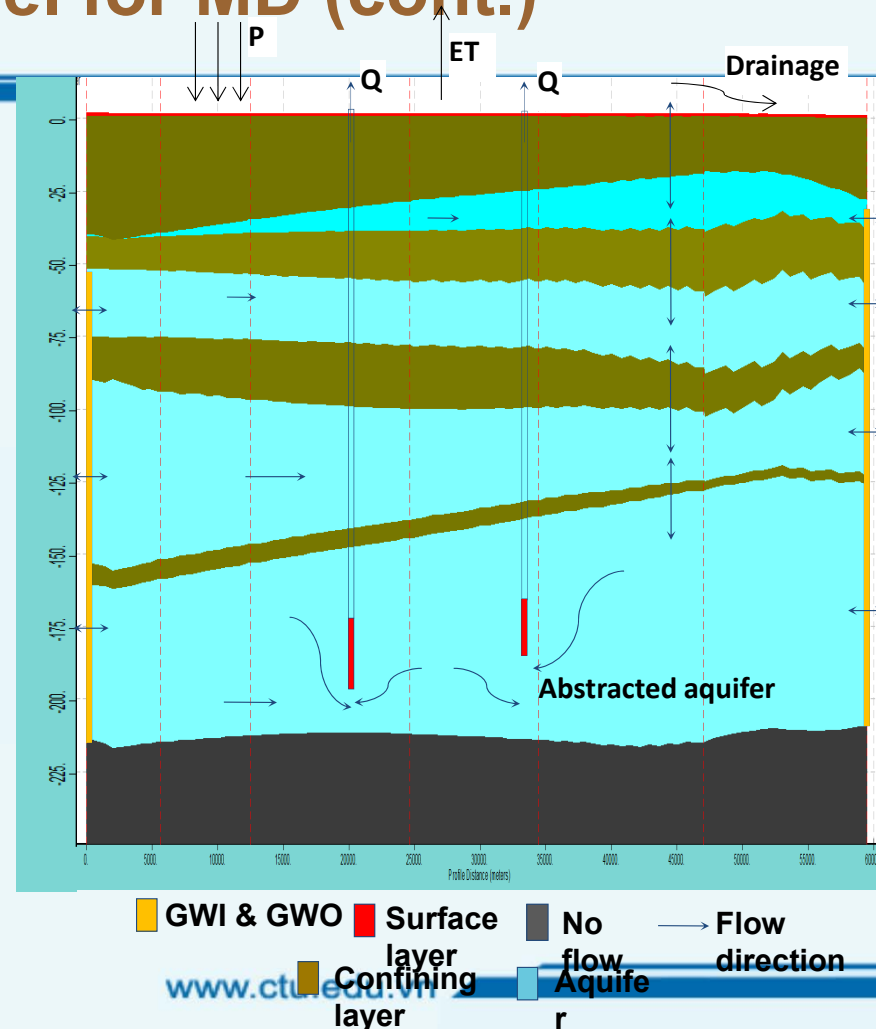 el for MD (cont.)
P
ET
Q
Q
Drainage
0.
-25.
-50.
-75.
-100.
-125.
-150.
-175.
-200.
-225.
Abstracted aquifer
0. 5000. 10000. 15000. 20000. 25000. 30000. 35000. 40000. 45000. 50000. 55000. 6000
Profile Distance (meters)
GWI & GWO Surface layer No flow Flow direction
Confining layer Aquifer
www.ctu.edu.vn